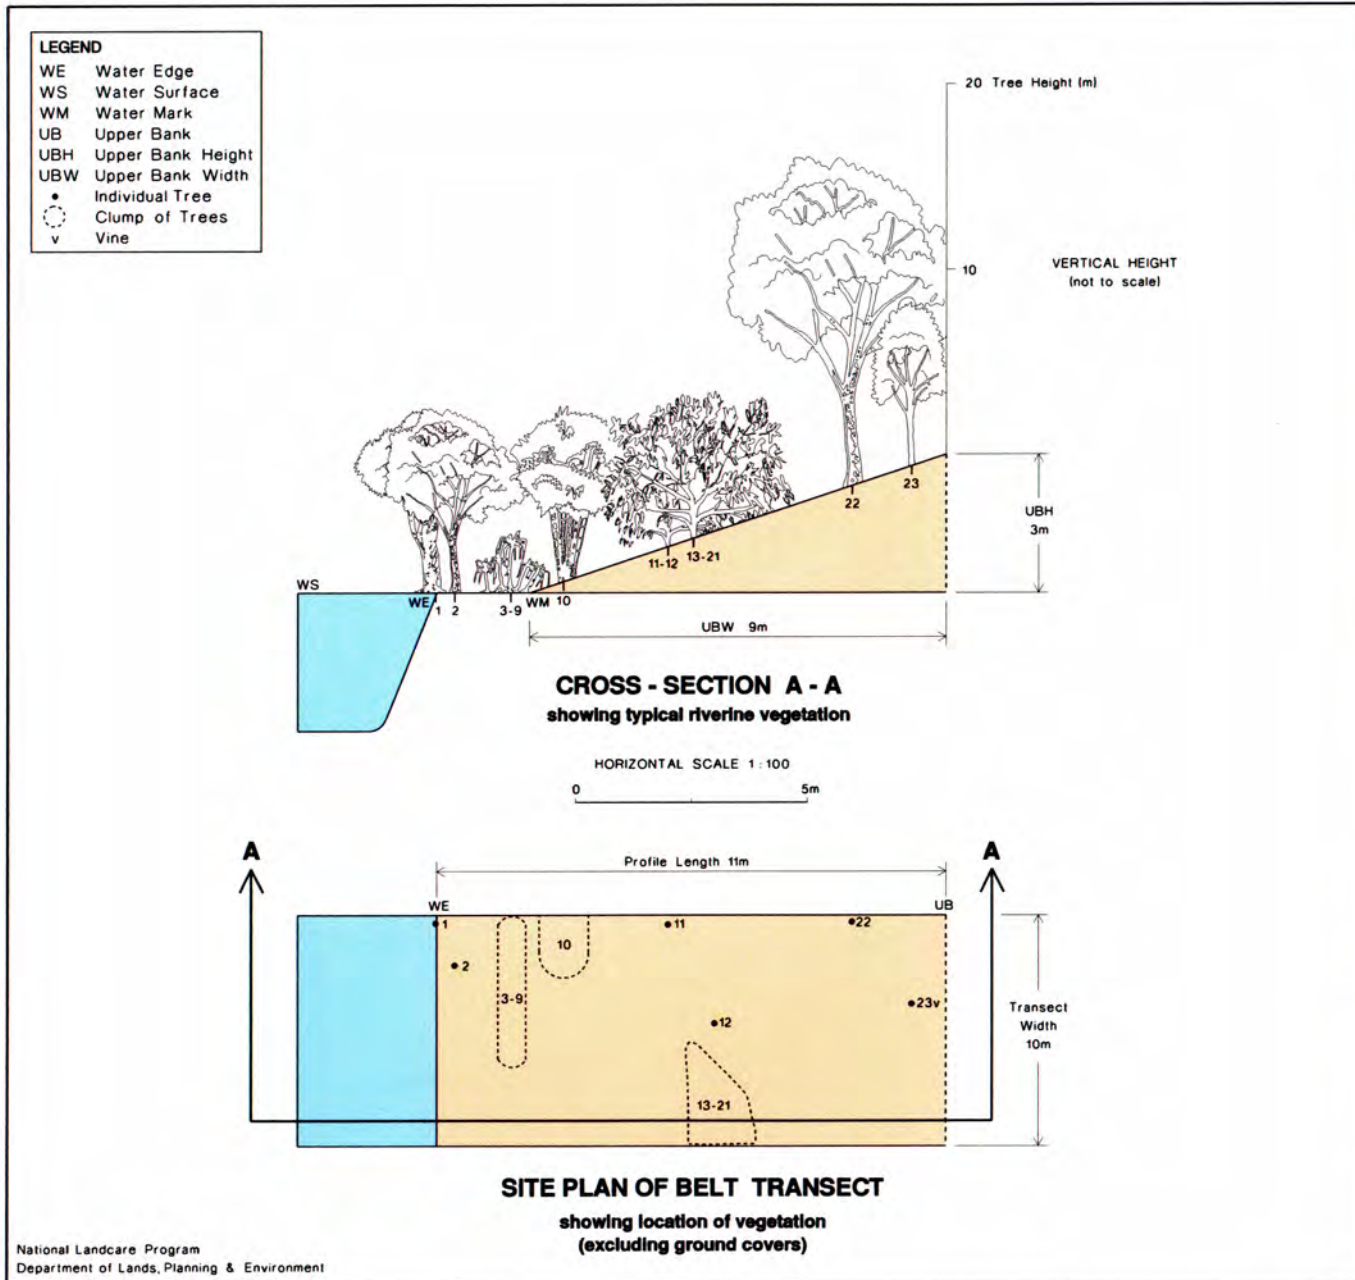 LEGEND
WE Water Edge
WS Water Surface
WM Water Mark
UB Upper Bank
UBH Upper Bank Height
UBW Upper Bank Width
Individual Tree
Clump of Trees
v Vine
20 Tree Height (m)
10
VERTICAL HEIGHT
(not to scale)
23
22
UBH
3m
11-12
13-21
WS
WE
1
2
3-9
WM
10
UBW 9m
CROSS - SECTION A - A
showing typical riverine vegetation
HORIZONTAL SCALE 1:100
0
5m
A
A
Profile Length 11m
WE
UB
1
11
22
10
2
3-9
23v
12
Transect
Width
10m
13-21
SITE PLAN OF BELT TRANSECT
showing location of vegetation
(excluding ground covers)
National Landcare Program
Department of Lands, Planning & Environment